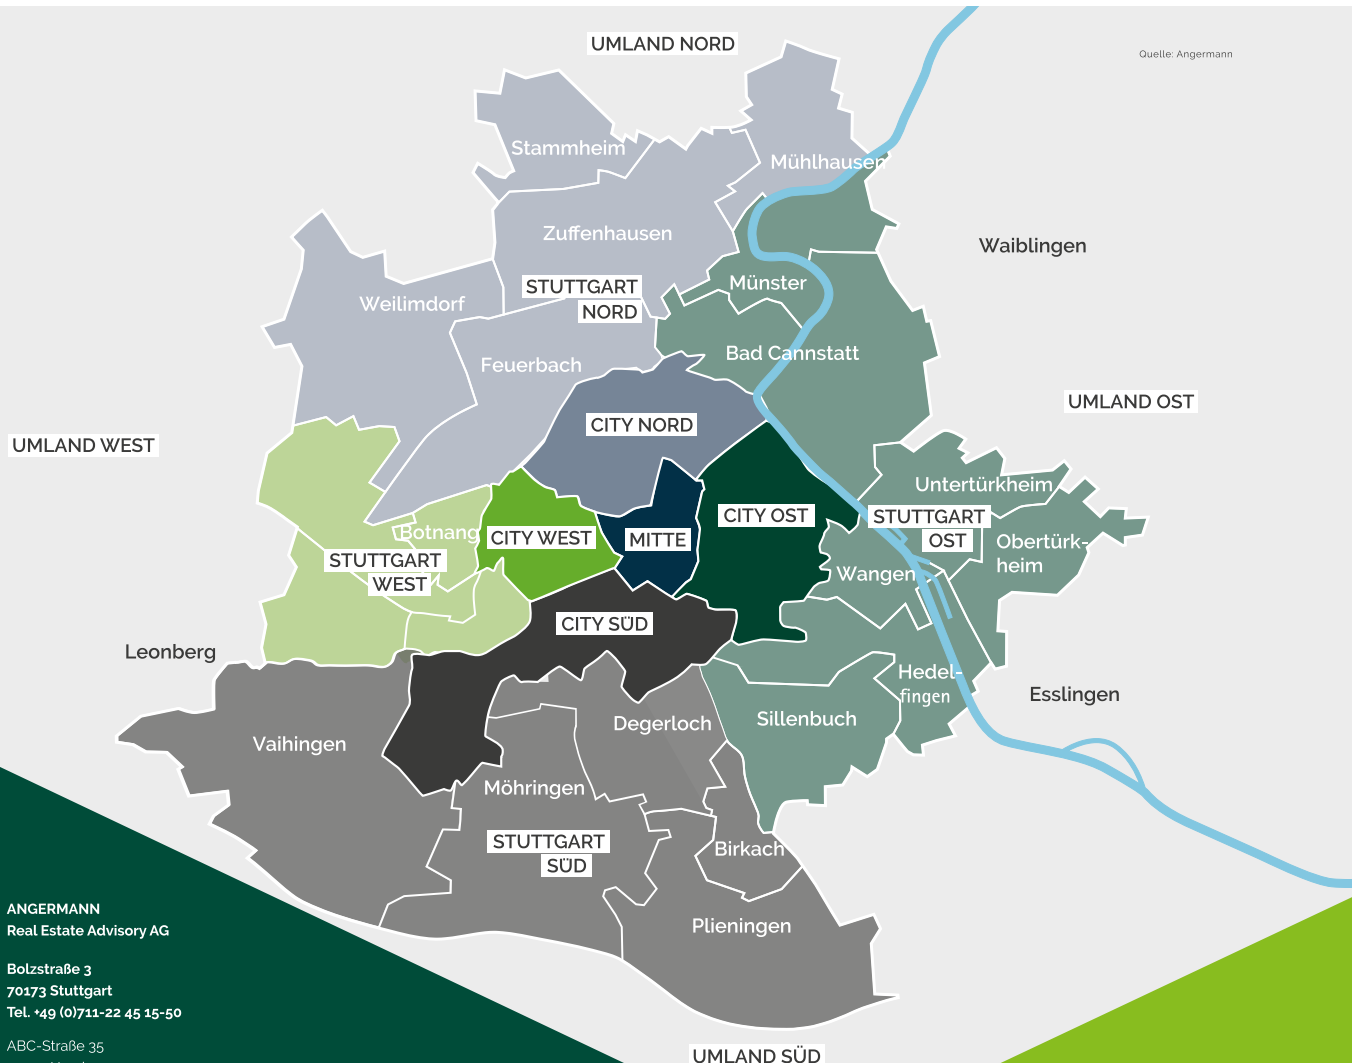 UMLAND NORD
Quelle: Angermann
Stammheim
Mühlhausen
Zuffenhausen
Waiblingen
Münster
STUTTGART
NORD
Weilimdorf
Bad Cannstatt
Feuerbach
UMLAND OST
CITY NORD
UMLAND WEST
Untertürkheim
CITY OST
STUTTGART
OST
Botnang
CITY WEST
MITTE
Obertürk-
heim
STUTTGART
WEST
Wangen
CITY SÜD
Leonberg
Hedel-
fingen
Esslingen
Sillenbuch
Degerloch
Vaihingen
Möhringen
STUTTGART
SÜD
Birkach
Plieningen
ANGERMANN
Real Estate Advisory AG
Bolzstraße 3
70173 Stuttgart
Tel. +49 (0)711-22 45 15-50
ABC-Straße 35
UMLAND SÜD